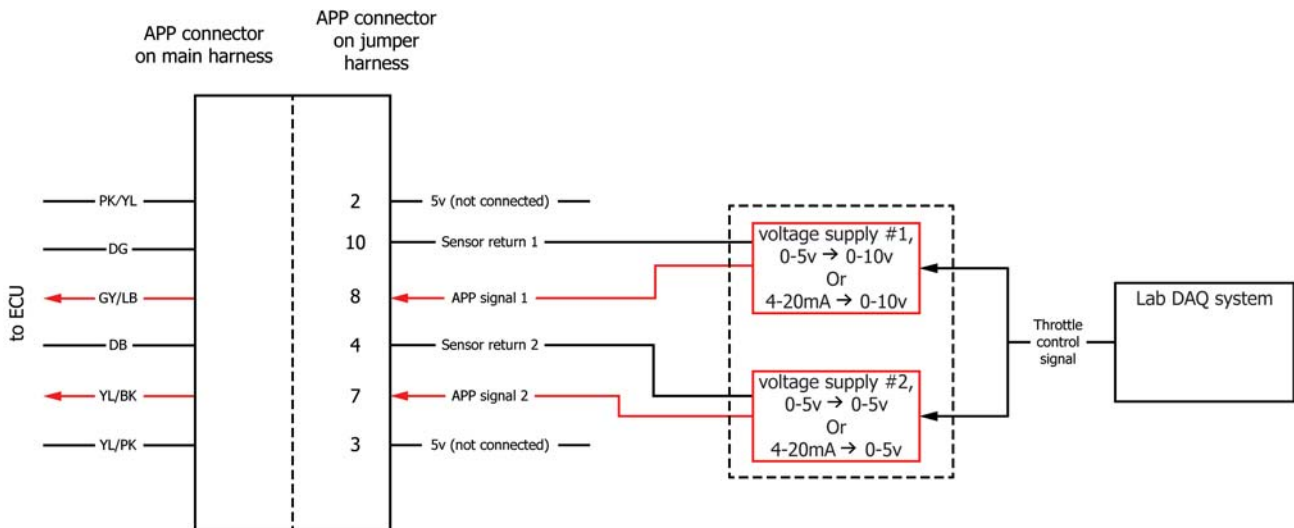 APP connector
on main harness
APP connector
on jumper
harness
to ECU
PK/YL
DG
GY/LB
DB
YL/BK
YL/PK
2
10
8
4
7
3
5v (not connected)
Sensor return 1
APP signal 1
Sensor return 2
APP signal 2
5v (not connected)
voltage supply #1,
0-5v → 0-10v
Or
4-20mA → 0-10v
voltage supply #2,
0-5v → 0-5v
Or
4-20mA → 0-5v
Throttle
control
signal
Lab DAQ system